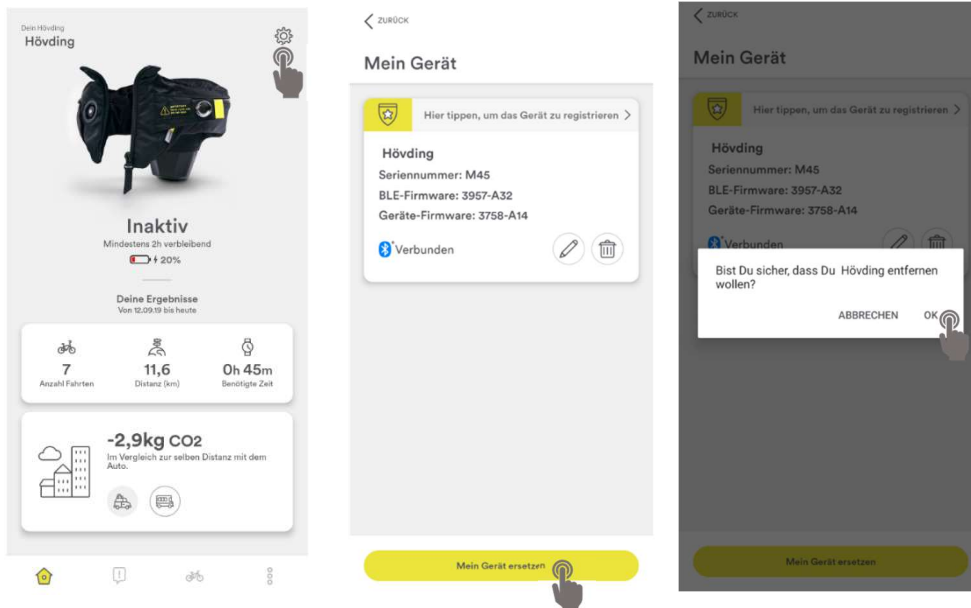 Dein Hövding
Hövding
Inaktiv
Mindestens 2h verbleibend
20%
Deine Ergebnisse
Von 12.09.19 bis heute
7
Anzahl Fahrten
11,6
Distanz (km)
0h 45m
Benötigte Zeit
-2,9kg CO2
Im Vergleich zur selben Distanz mit dem
Auto.
ZURÜCK
Mein Gerät
Hier tippen, um das Gerät zu registrieren
Hövding
Seriennummer: M45
BLE-Firmware: 3957-A32
Geräte-Firmware: 3758-A14
Verbunden
Mein Gerät ersetzen
ZURÜCK
Mein Gerät
Hier tippen, um das Gerät zu registrieren
Hövding
Seriennummer: M45
BLE-Firmware: 3957-A32
Geräte-Firmware: 3758-A14
Verbunden
Bist Du sicher, dass Du Hövding entfernen
wollen?
ABBRECHEN OK
Mein Gerät ersetzen